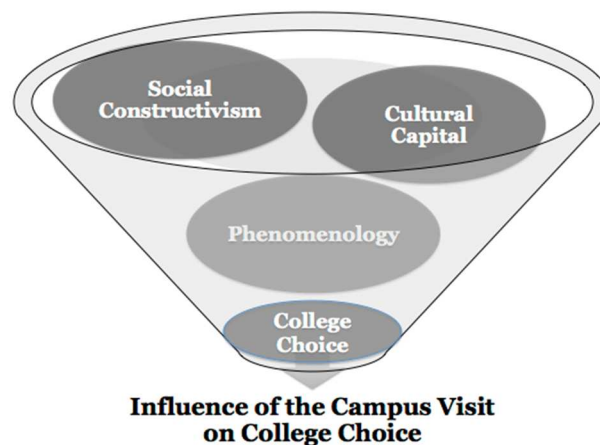 Social
Constructivism
Cultural
Capital
Phenomenology
College
Choice
Influence of the Campus Visit
on College Choice